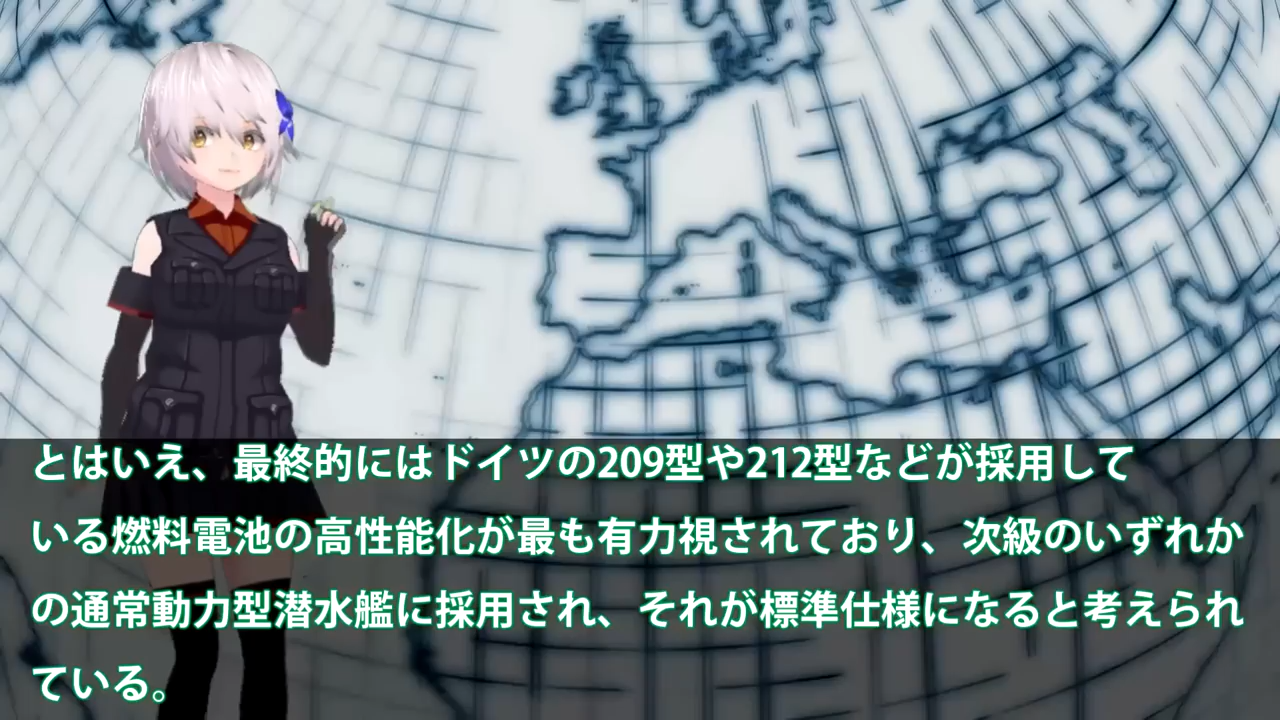 とはいえ、最終的にはドイツの209型や212型などが採用して
いる燃料電池の高性能化が最も有力視されており、次級のいずれか
の通常動力型潜水艦に採用され、それが標準仕様になると考えられ
ている。